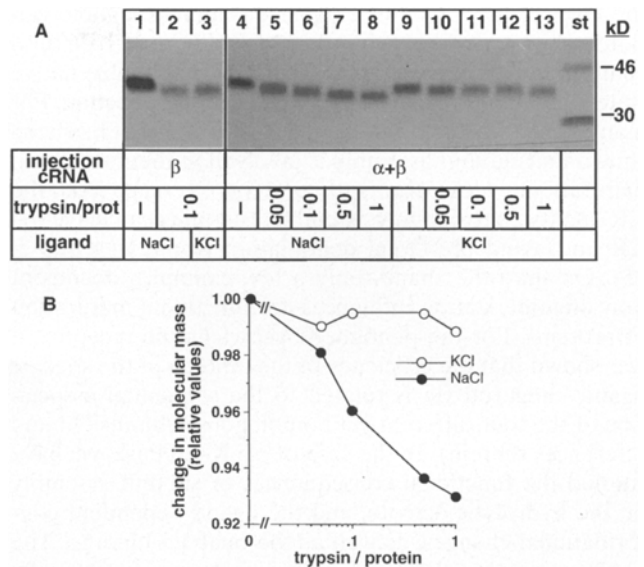 A 1 2 3 4 5 6 7 8 9 10 11 12 13 st kD
–46
–30
injection
cRNA β α+β
trypsin/prot 0.1 0.05 0.1 0.5 1 – 0.05 0.1 0.5 1
ligand NaCl KCl NaCl KCl
B
change in molecular mass
(relative values)
1.00
0.98
0.96
0.94
0.92
KCl
NaCl
0 .1 1
trypsin / protein